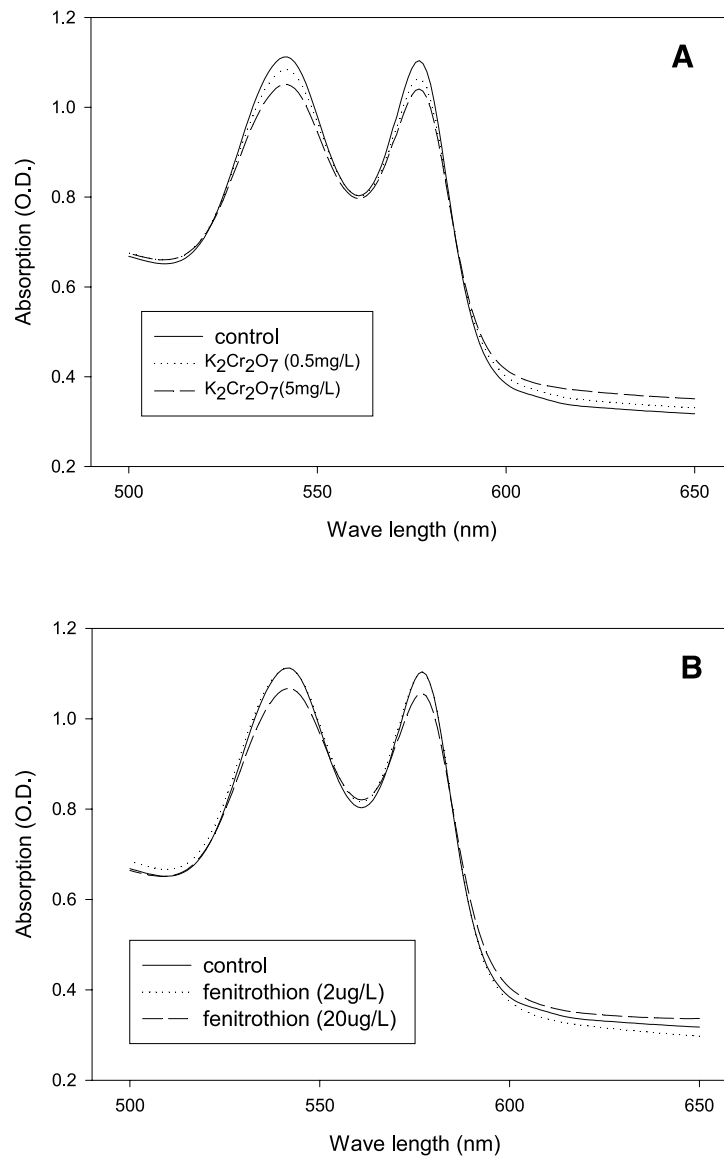 A
1.2
1.0
0.8
0.6
0.4
0.2
Absorption (O.D.)
control
K2Cr2O7 (0.5mg/L)
K2Cr2O7(5mg/L)
500
550
600
650
Wave length (nm)
B
1.2
1.0
0.8
0.6
0.4
0.2
Absorption (O.D.)
control
fenitrothion (2ug/L)
fenitrothion (20ug/L)
500
550
600
650
Wave length (nm)